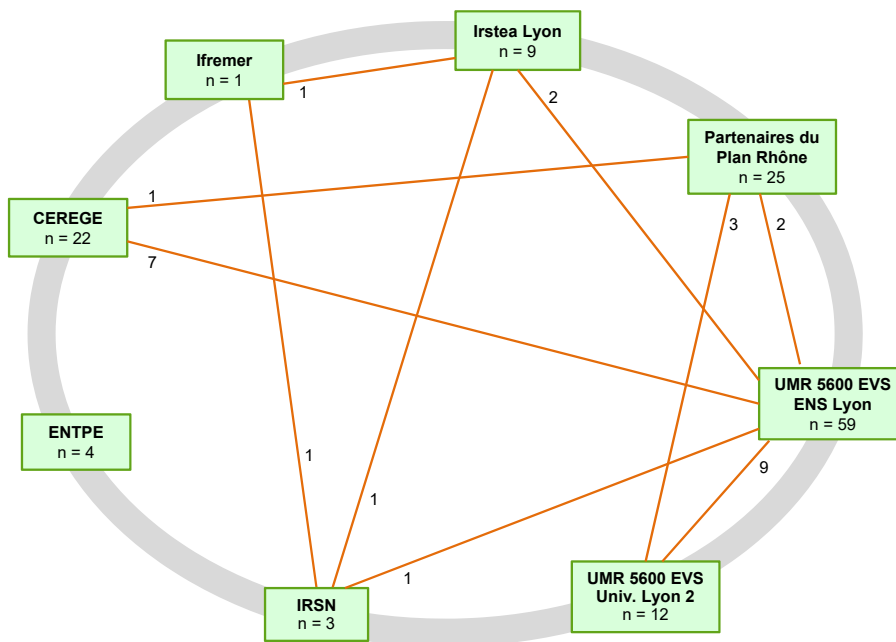 Irstea Lyon
n = 9
Ifremer
n = 1
1
2
Partenaires du
Plan Rhône
n = 25
1
CEREGE
n = 22
3
2
7
UMR 5600 EVS
ENS Lyon
n = 59
ENTPE
n = 4
1
9
1
1
UMR 5600 EVS
Univ. Lyon 2
n = 12
IRSN
n = 3